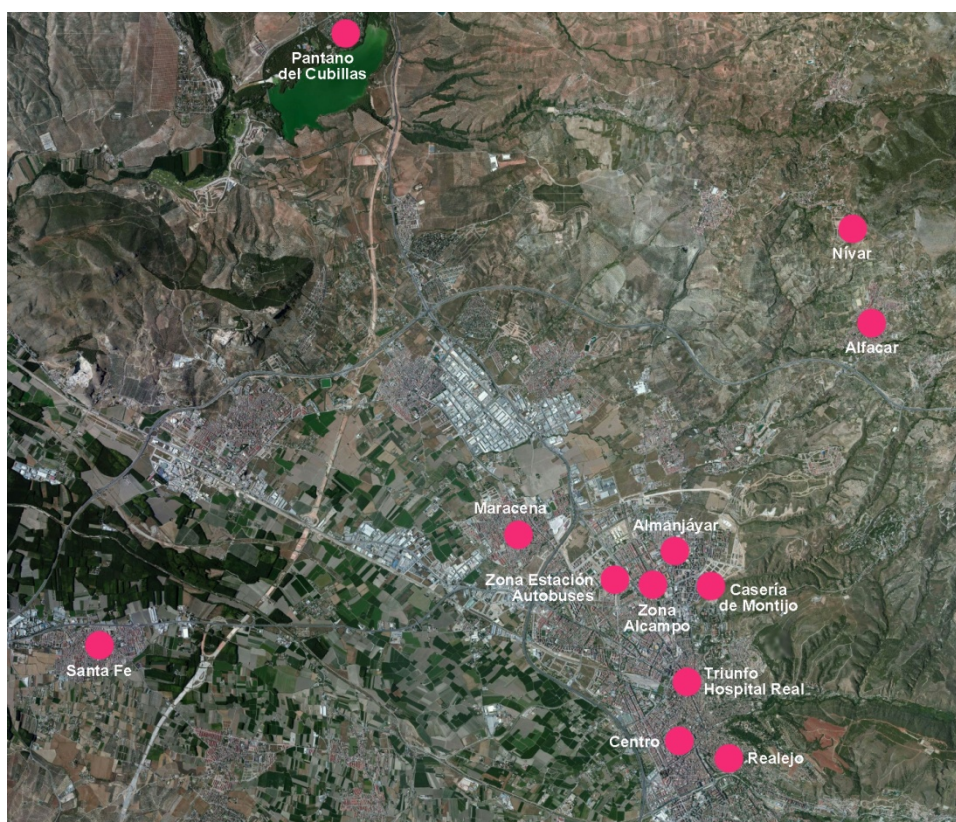 Pantano
del Cubillas
Nívar
Alfacar
Maracena
Almanjáyar
Zona Estación
Autobuses
Zona
Alcampo
Casería
de Montijo
Santa Fe
Triunfo
Hospital Real
Centro
Realejo